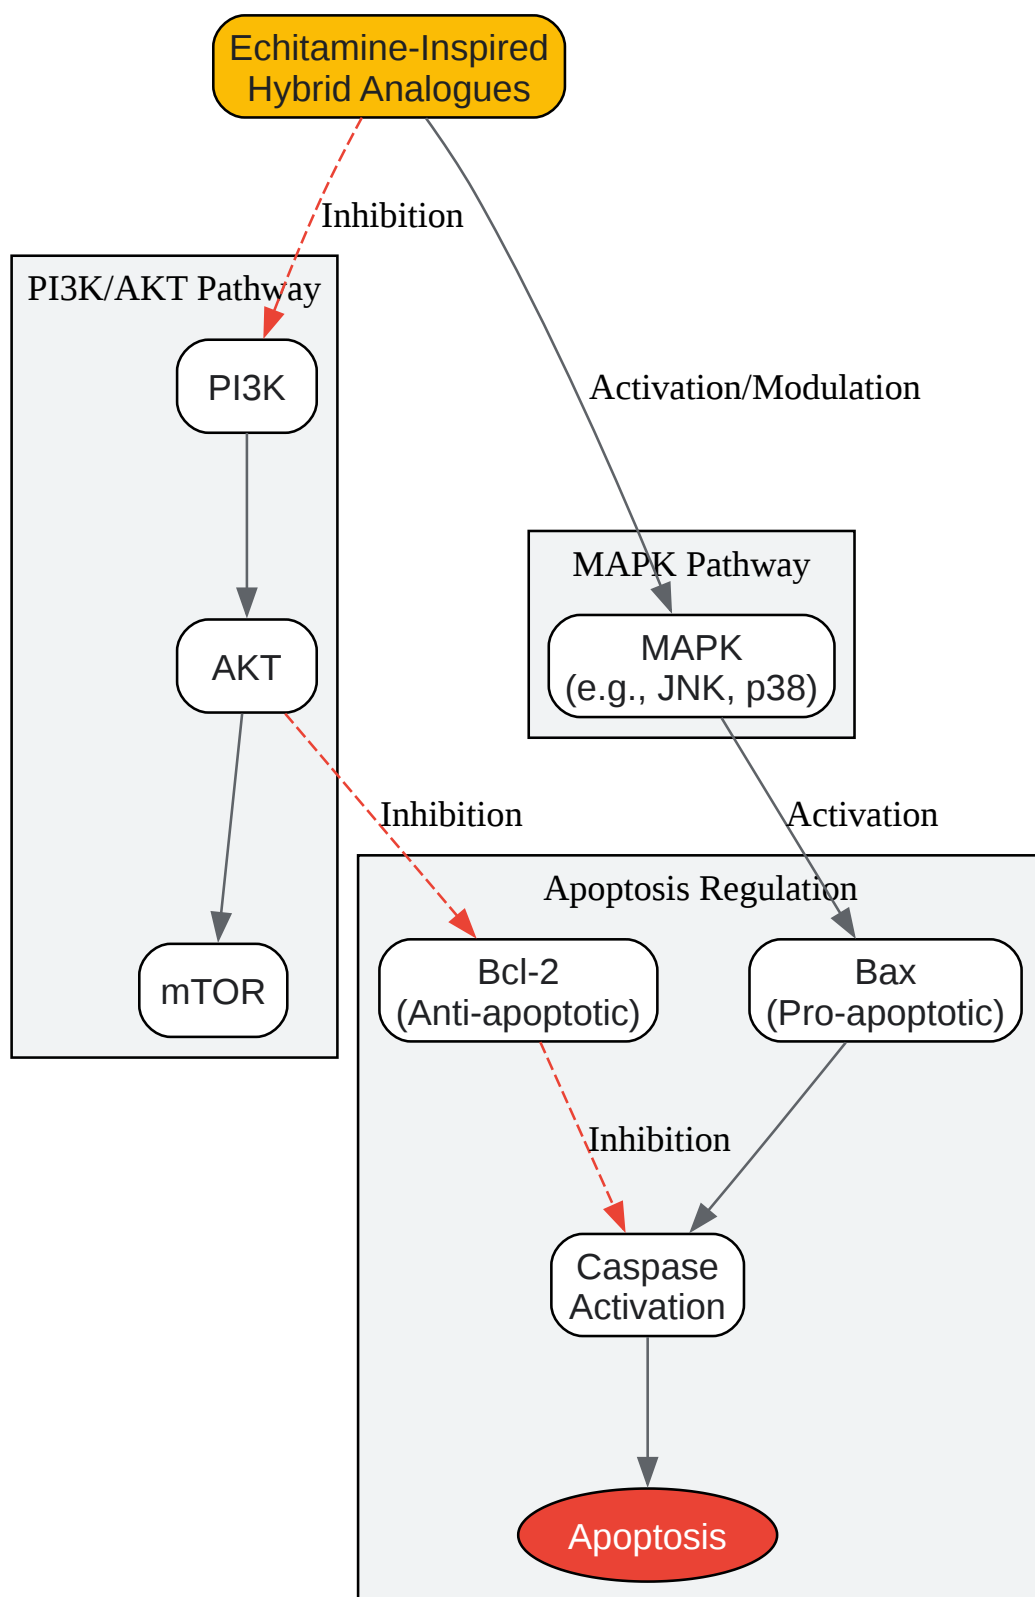 Echitamine-Inspired
Hybrid Analogues
Inhibition
PI3K/AKT Pathway
PI3K
Activation/Modulation
MAPK Pathway
MAPK
(e.g., JNK, p38)
AKT
Inhibition
Activation
Apoptosis Regulation
mTOR
Bcl-2
(Anti-apoptotic)
Bax
(Pro-apoptotic)
Inhibition
Caspase
Activation
Apoptosis